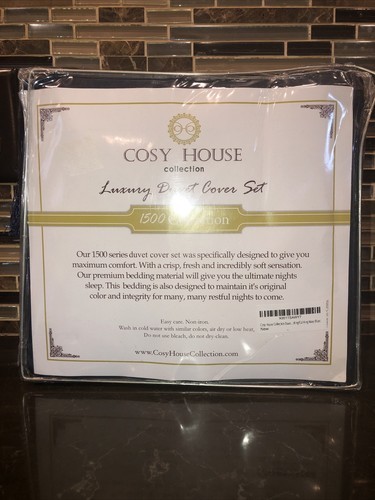 COSY HOUSE
collection
Luxury Duvet Cover Set
1500 Collection
Our 1500 series duvet cover set was specifically designed to give you
maximum comfort. With a crisp, fresh and incredibly soft sensation.
Our premium bedding material will give you the ultimate nights
sleep. This bedding is also designed to maintain it's original
color and integrity for many, many restful nights to come.
Easy care. Non-iron.
Wash in cold water with similar colors, air dry or low heat,
Do not use bleach, do not dry clean.
www.CosyHouseCollection.com